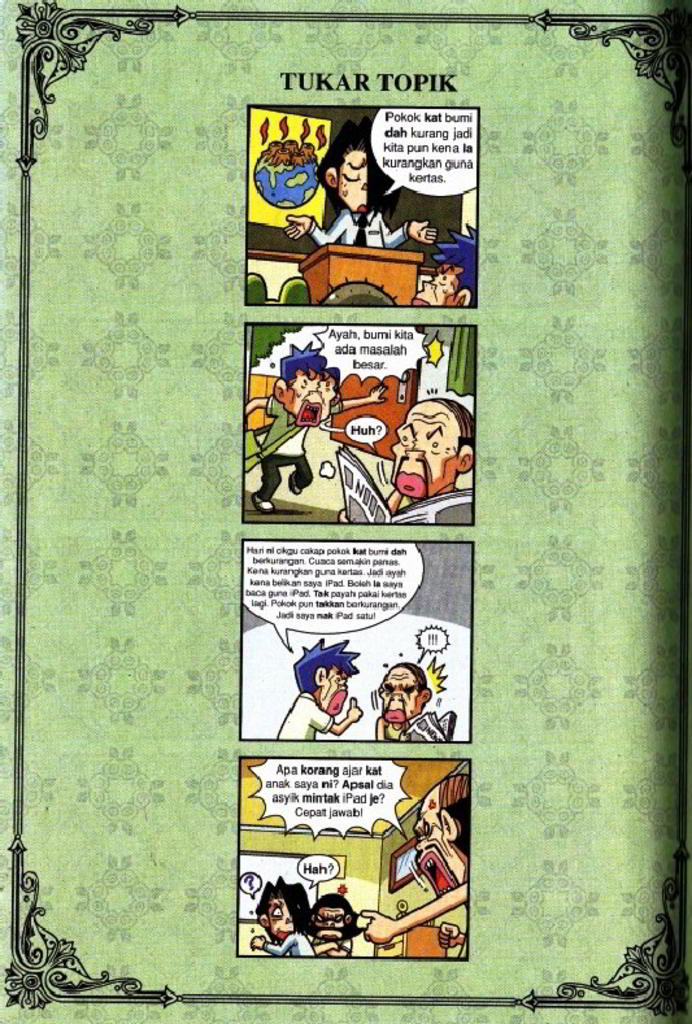 TUKAR TOPIK
Pokok kat bumi
dah kurang jadi
kita pun kena la
kurangkan guna
kertas.
Ayah, bumi kita
ada masalah
besar.
Huh?
Hari ni cikgu cakap pokok kat bumi dah
berkurangan. Cuaca semakin panas.
Kena kurangkan guna kertas. Jadi ayah
kena belikan saya iPad. Boleh la saya
baca guna iPad. Tak payah pakai kertas
lagi. Pokok pun takkan berkurangan.
Jadi saya nak iPad satu!
!!!
Apa korang ajar kat
anak saya ni? Apsal dia
asyik mintak iPad je?
Cepat jawab!
Hah?
?